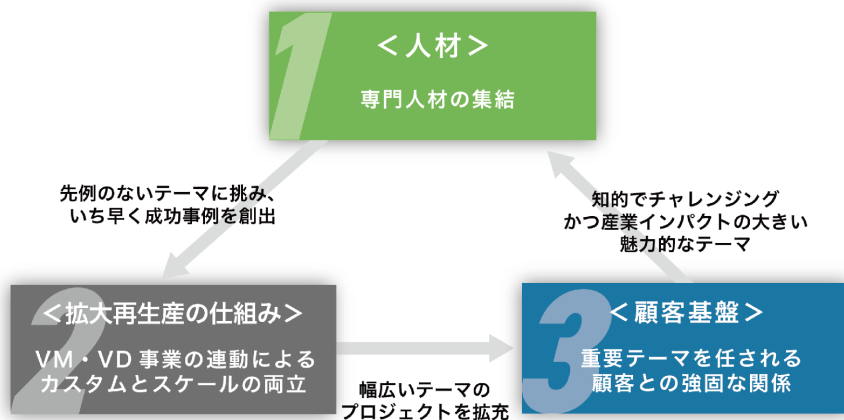 1
＜人材＞
専門人材の集結
先例のないテーマに挑み、
いち早く成功事例を創出
知的でチャレンジング
かつ産業インパクトの大きい
魅力的なテーマ
2
＜拡大再生産の仕組み＞
VM・VD 事業の連動による
カスタムとスケールの両立
幅広いテーマの
プロジェクトを拡充
3
＜顧客基盤＞
重要テーマを任される
顧客との強固な関係